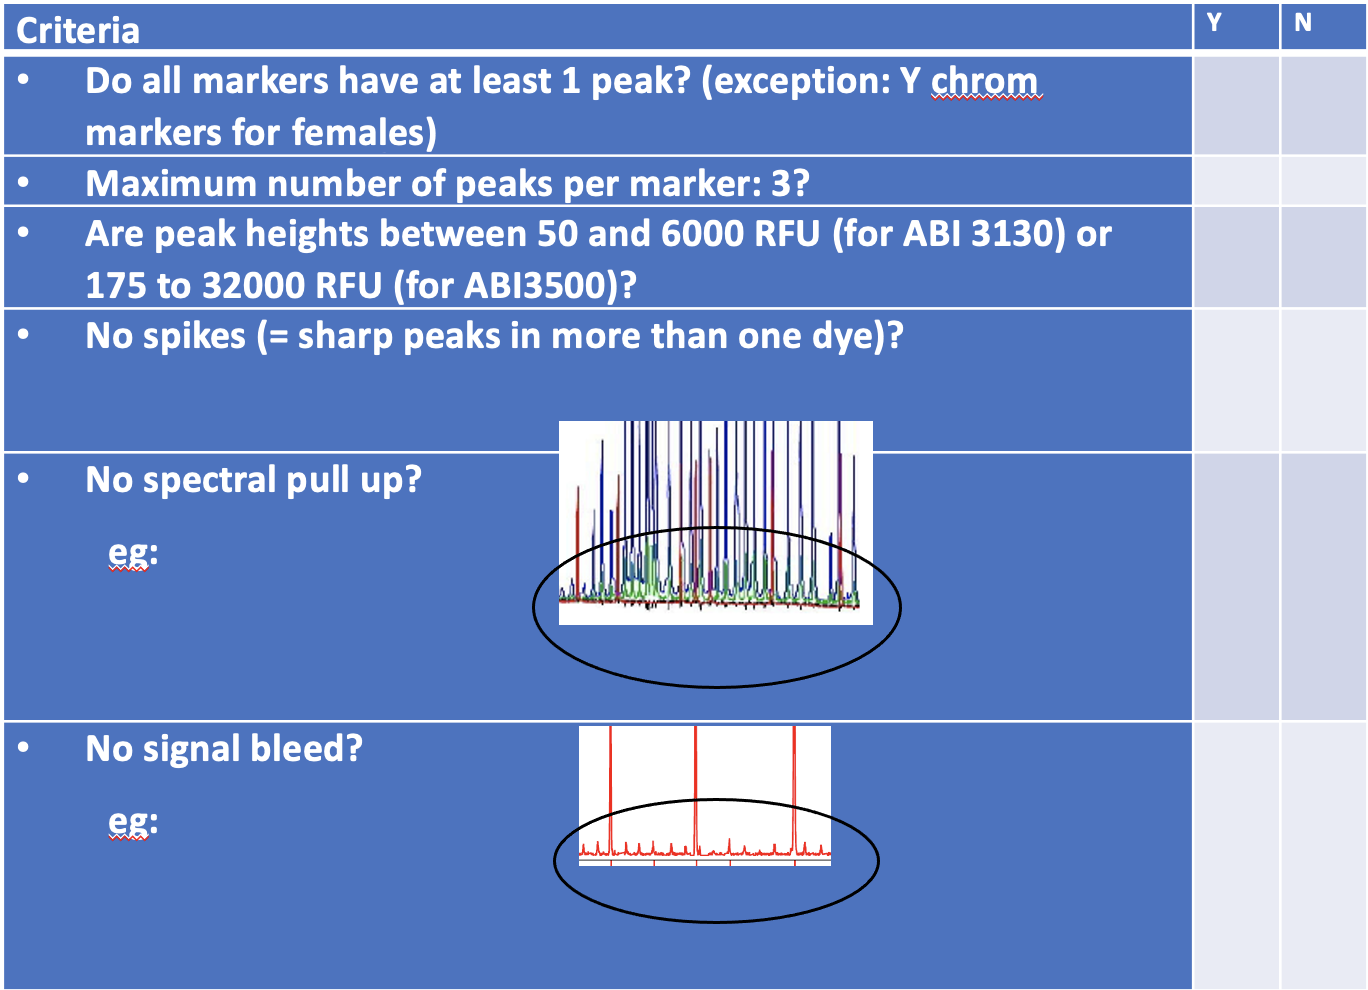 Criteria
Y
N
• Do all markers have at least 1 peak? (exception: Y chrom
markers for females)
• Maximum number of peaks per marker: 3?
• Are peak heights between 50 and 6000 RFU (for ABI 3130) or
175 to 32000 RFU (for ABI3500)?
• No spikes (= sharp peaks in more than one dye)?
• No spectral pull up?
eg:
• No signal bleed?
eg: